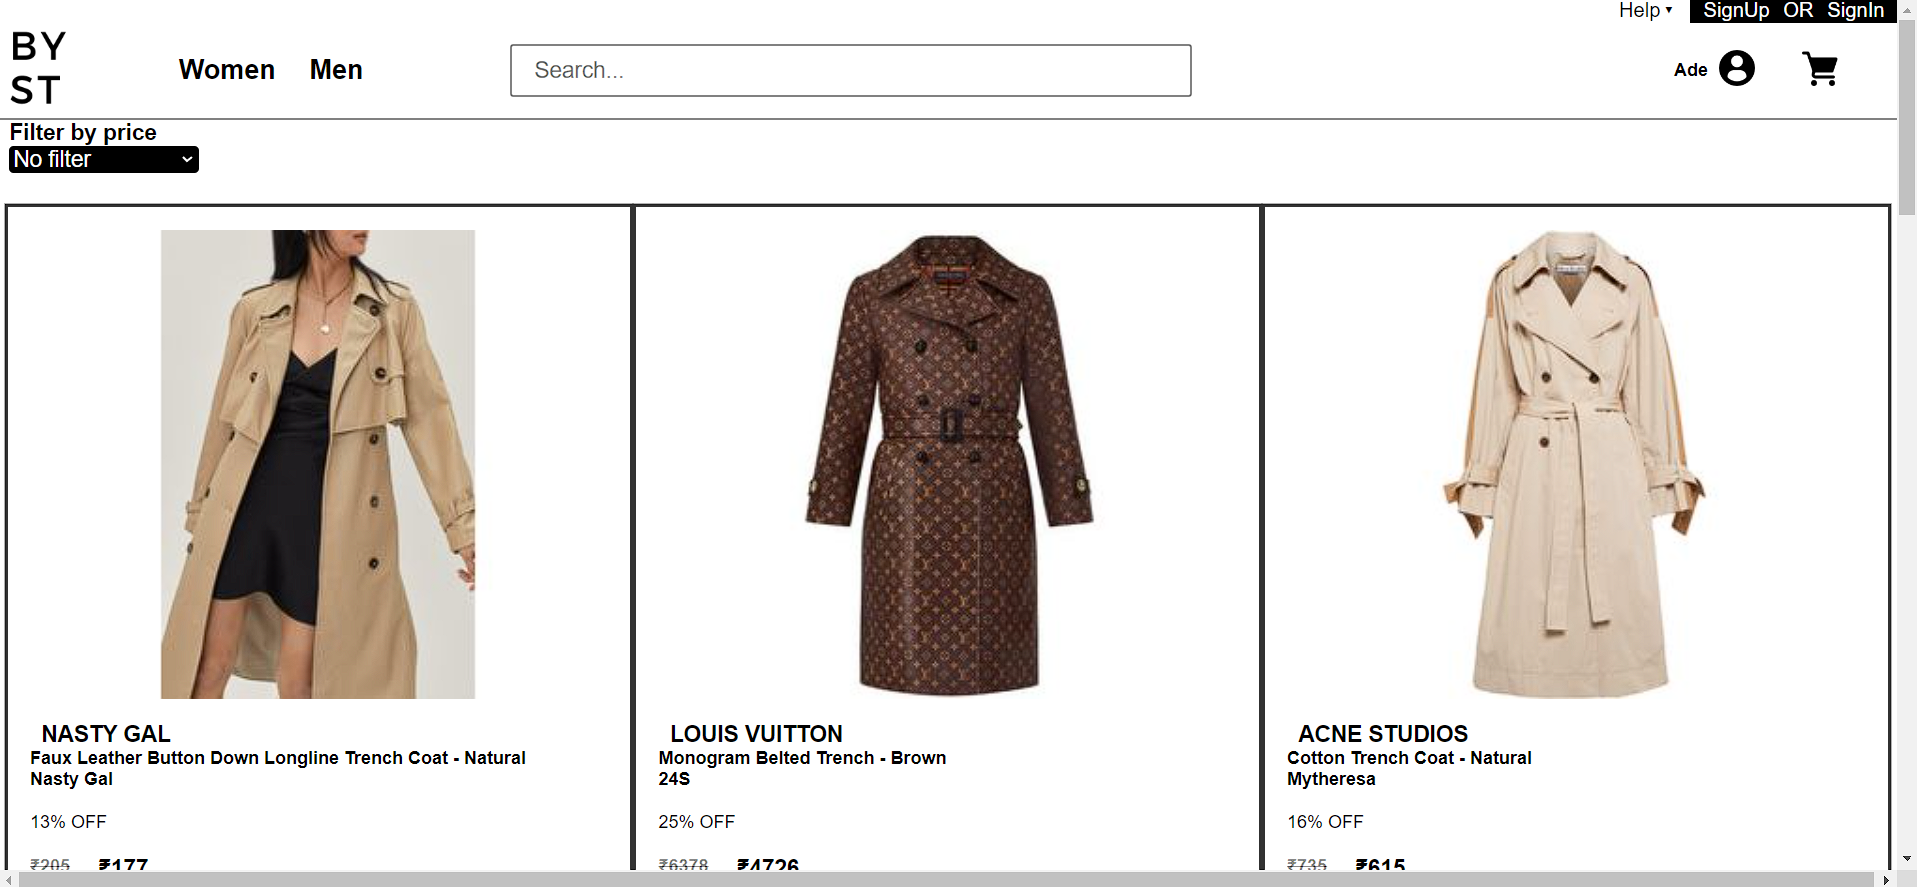 Help ▾ SignUp OR SignIn
BY
ST
Women Men Search... Ade
Filter by price
No filter
NASTY GAL
Faux Leather Button Down Longline Trench Coat - Natural
Nasty Gal
13% OFF
₹205 ₹177
LOUIS VUITTON
Monogram Belted Trench - Brown
24S
25% OFF
₹6378 ₹4726
ACNE STUDIOS
Cotton Trench Coat - Natural
Mytheresa
16% OFF
₹735 ₹615